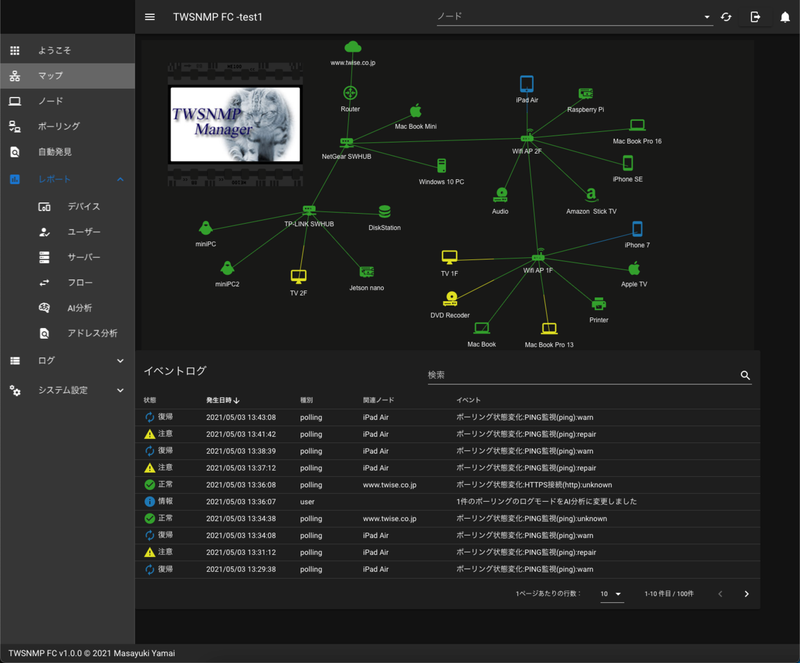 TWSNMP FC -test1
ノード
ようこそ
マップ
ノード
ポーリング
自動発見
レポート
デバイス
ユーザー
サーバー
フロー
AI分析
アドレス分析
ログ
システム設定
www.twise.co.jp
TWSNMP
Manager
Router
Mac Book Mini
NetGear SWHUB
Windows 10 PC
iPad Air
Raspberry Pi
Mac Book Pro 16
Wifi AP 2F
iPhone SE
Audio
Amazon Stick TV
TP-LINK SWHUB
DiskStation
miniPC
miniPC2
TV 2F
Jetson nano
iPhone 7
TV 1F
Wifi AP 1F
Apple TV
DVD Recoder
Printer
Mac Book
Mac Book Pro 13
イベントログ
検索
状態 発生日時 種別 関連ノード イベント
復帰 2021/05/03 13:43:08 polling iPad Air ポーリング状態変化:PING監視(ping):warn
注意 2021/05/03 13:41:42 polling iPad Air ポーリング状態変化:PING監視(ping):repair
復帰 2021/05/03 13:38:39 polling iPad Air ポーリング状態変化:PING監視(ping):warn
注意 2021/05/03 13:37:12 polling iPad Air ポーリング状態変化:PING監視(ping):repair
正常 2021/05/03 13:36:08 polling www.twise.co.jp ポーリング状態変化:HTTPS接続(http):unknown
情報 2021/05/03 13:36:07 user 1件のポーリングのログモードをAI分析に変更しました
正常 2021/05/03 13:34:38 polling www.twise.co.jp ポーリング状態変化:PING監視(ping):unknown
復帰 2021/05/03 13:34:08 polling iPad Air ポーリング状態変化:PING監視(ping):warn
注意 2021/05/03 13:31:12 polling iPad Air ポーリング状態変化:PING監視(ping):repair
復帰 2021/05/03 13:29:38 polling iPad Air ポーリング状態変化:PING監視(ping):warn
1ページあたりの行数： 10 1-10 件目 / 100件
TWSNMP FC v1.0.0 © 2021 Masayuki Yamai